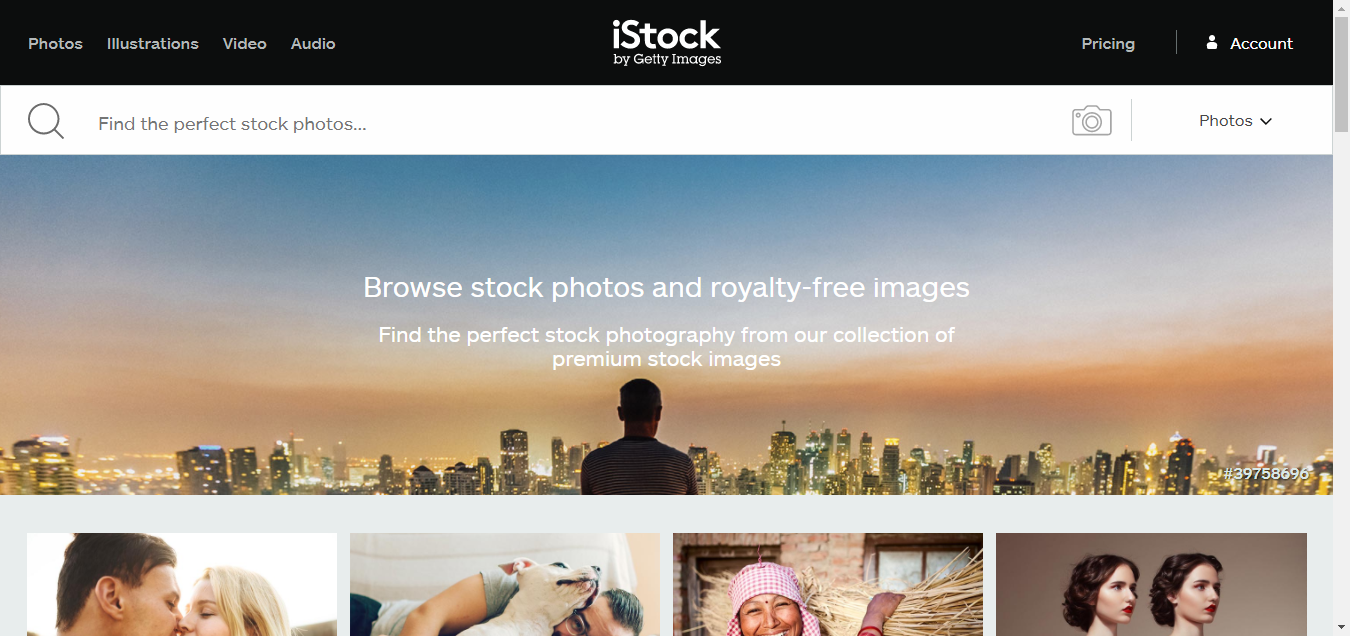 Photos Illustrations Video Audio
iStock
by Getty Images
Pricing
Account
Find the perfect stock photos...
Photos
Browse stock photos and royalty-free images
Find the perfect stock photography from our collection of
premium stock images
#39758696